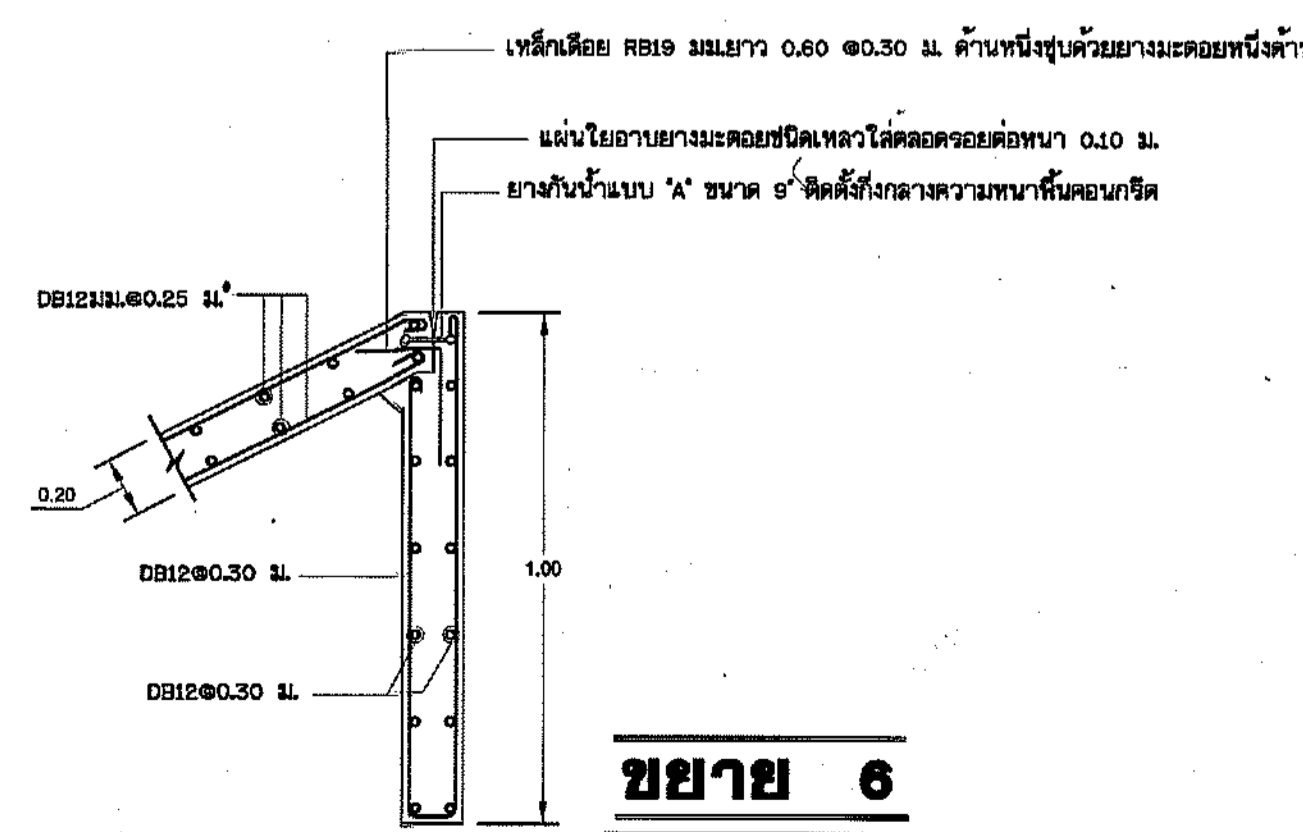 เหล็กเดือย RB19 มม.ยาว 0.60 @0.30 ม. ด้านหนึ่งชุบด้วยยางมะตอยหนึ่งด้าน
แผ่นใยอาบยางมะตอยชนิดเหลวใส่ตลอดรอยต่อหนา 0.10 ม.
ยางกันน้ำแบบ "A" ขนาด 9" ติดตั้งกึ่งกลางความหนาพื้นคอนกรีต
DB12มม.@0.25 ม.
0.20
DB12@0.30 ม.
1.00
DB12@0.30 ม.
ขยาย 6